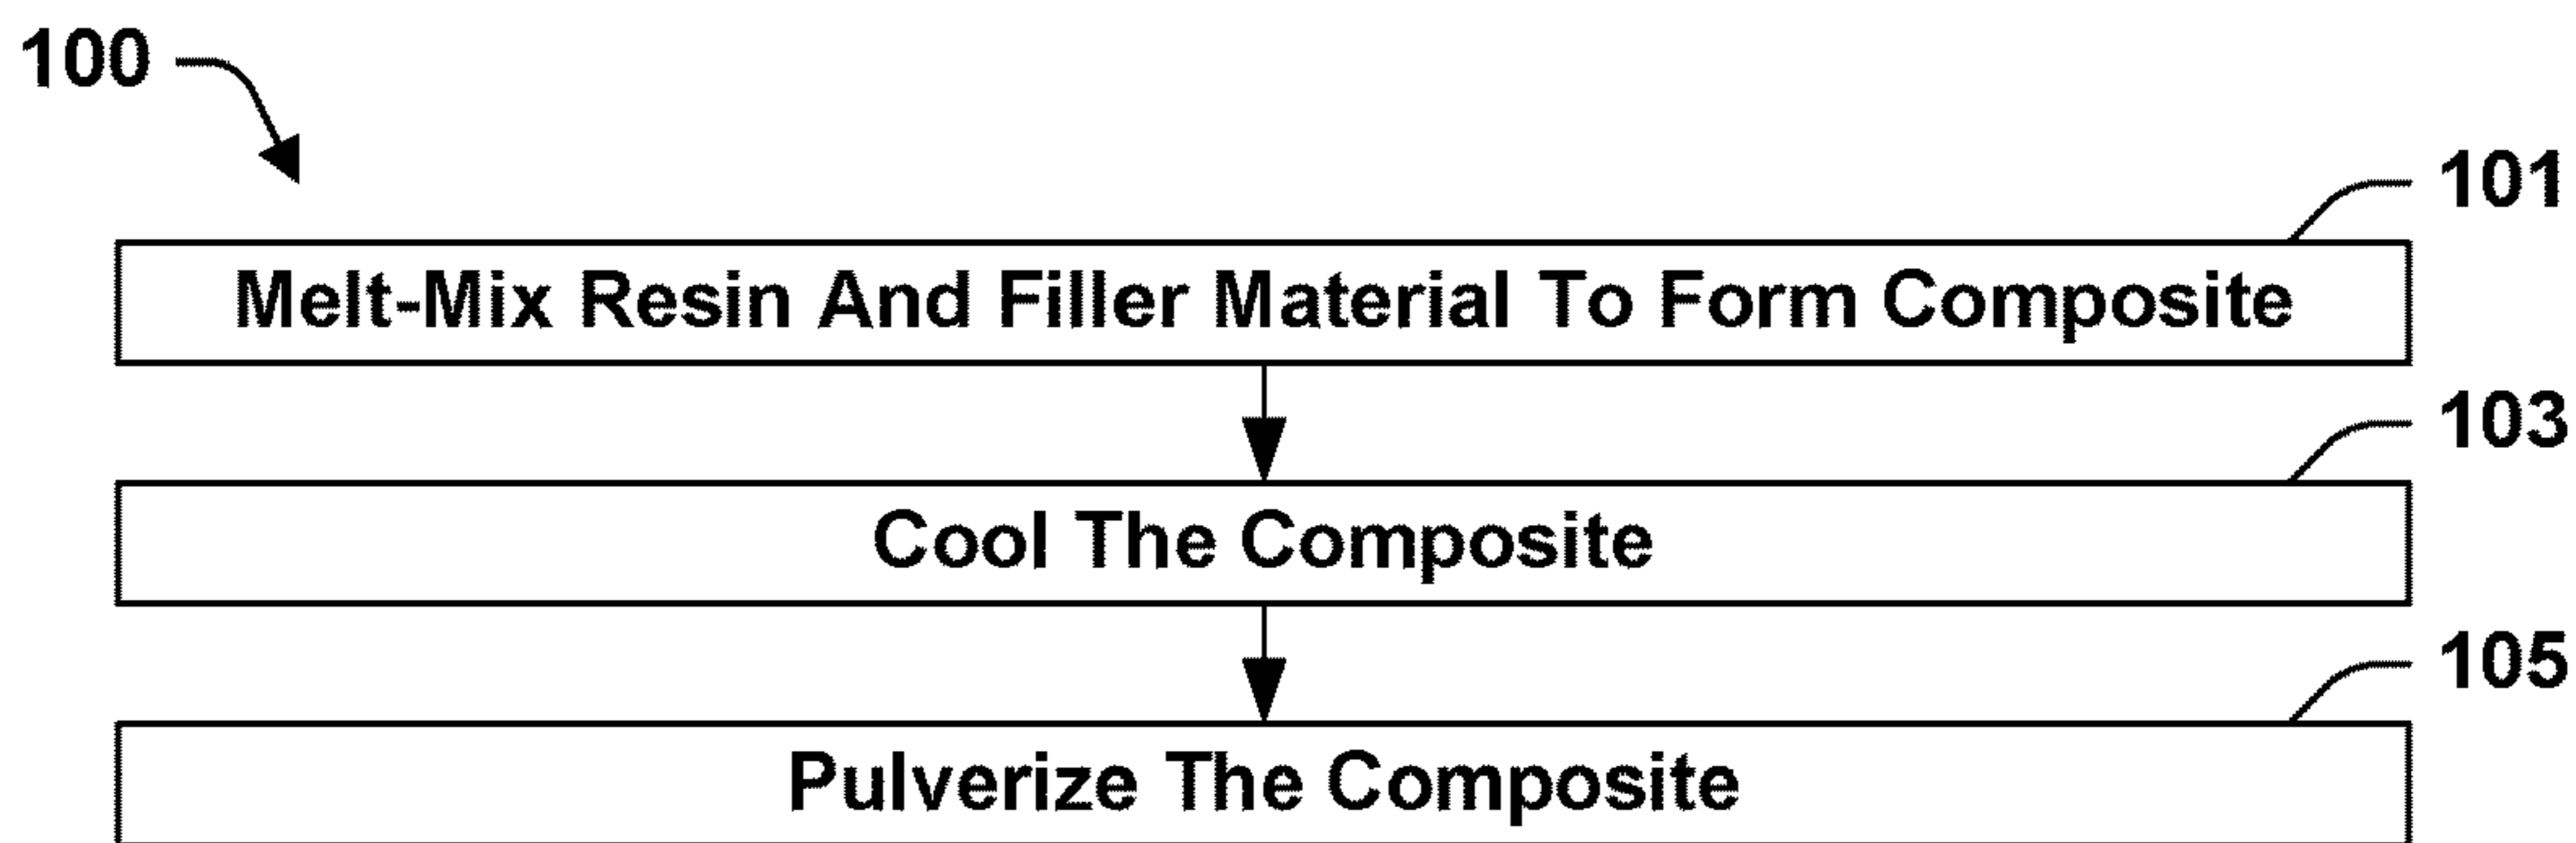 100
101
Melt-Mix Resin And Filler Material To Form Composite
103
Cool The Composite
105
Pulverize The Composite